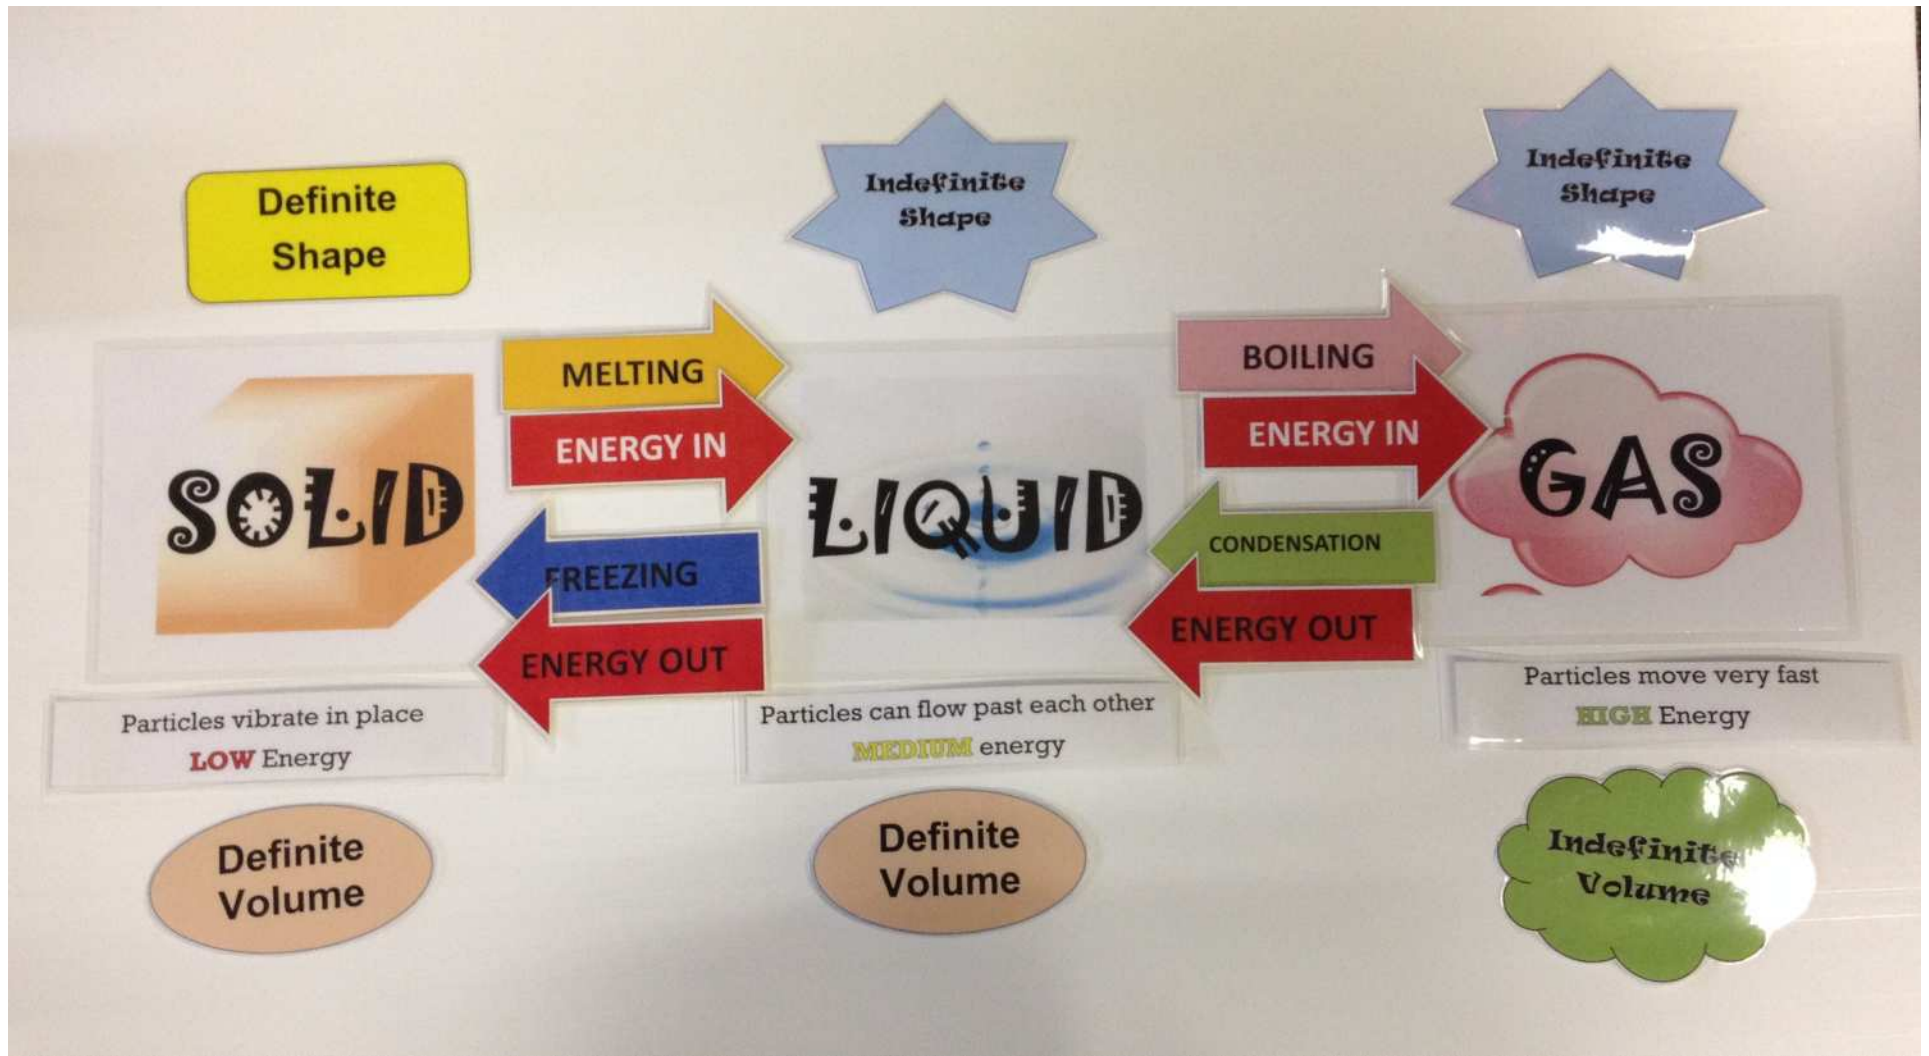 Definite
Shape
Indefinite
Shape
Indefinite
Shape
SOLID
MELTING
ENERGY IN
FREEZING
ENERGY OUT
LIQUID
BOILING
ENERGY IN
CONDENSATION
ENERGY OUT
GAS
Particles vibrate in place
LOW Energy
Particles can flow past each other
MEDIUM energy
Particles move very fast
HIGH Energy
Definite
Volume
Definite
Volume
Indefinite
Volume